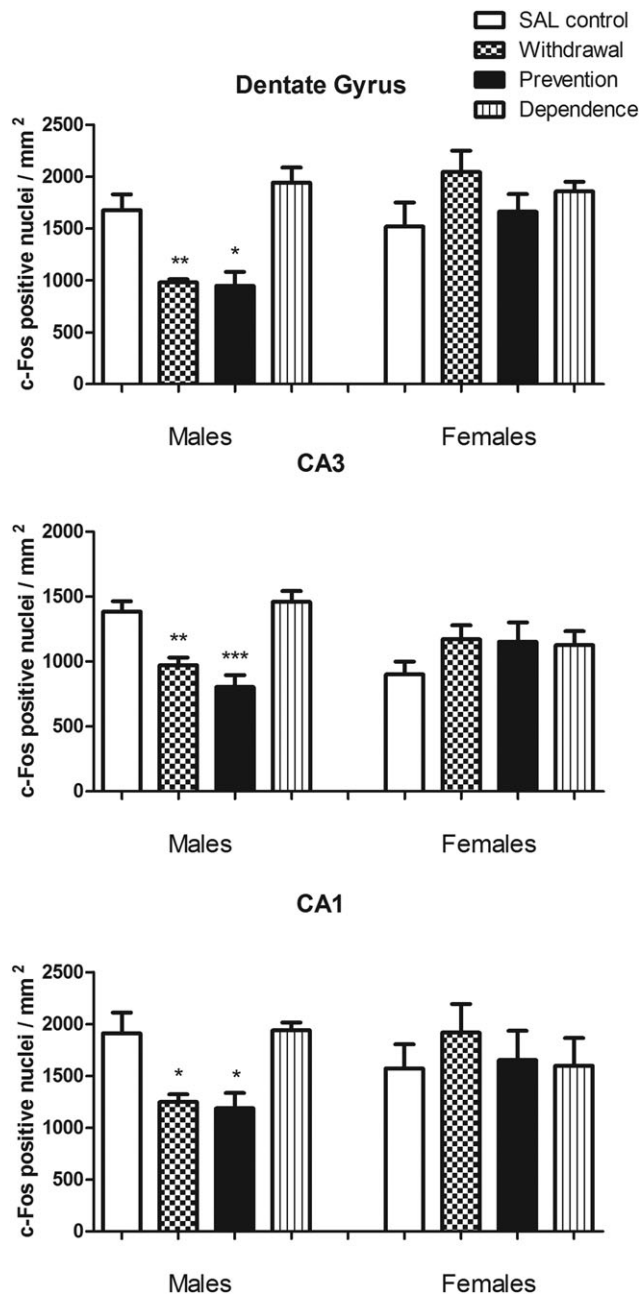 SAL control
Withdrawal
Prevention
Dependence
Dentate Gyrus
c-Fos positive nuclei / mm 2
2500
2000
1500
1000
500
0
**
*
Males
Females
CA3
c-Fos positive nuclei / mm 2
2000
1500
1000
500
0
**
***
Males
Females
CA1
c-Fos positive nuclei / mm 2
2500
2000
1500
1000
500
0
*
*
Males
Females